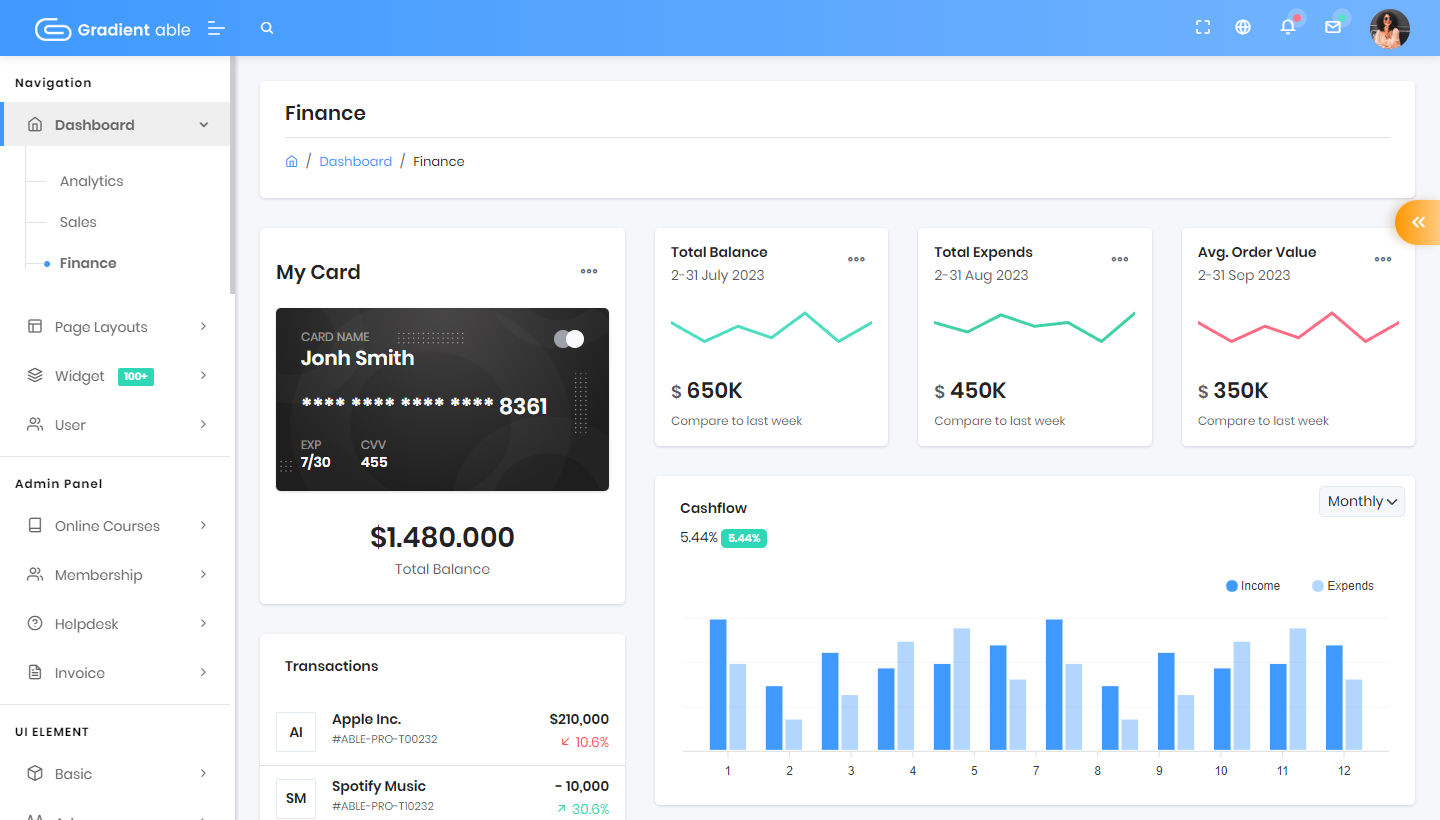 Gradient able
Navigation
Dashboard
Analytics
Sales
Finance
Page Layouts
Widget 100+
User
Admin Panel
Online Courses
Membership
Helpdesk
Invoice
UI ELEMENT
Basic
Finance
/ Dashboard / Finance
My Card
CARD NAME
Jonh Smith
**** **** **** **** 8361
EXP CVV
7/30 455
$1.480.000
Total Balance
Transactions
AI
Apple Inc. $210,000
#ABLE-PRO-T00232 10.6%
SM
Spotify Music - 10,000
#ABLE-PRO-T10232 30.6%
Total Balance
2-31 July 2023
$ 650K
Compare to last week
Total Expends
2-31 Aug 2023
$ 450K
Compare to last week
Avg. Order Value
2-31 Sep 2023
$ 350K
Compare to last week
Cashflow
Monthly
5.44% 5.44%
Income Expends
1 2 3 4 5 7 8 9 10 11 12